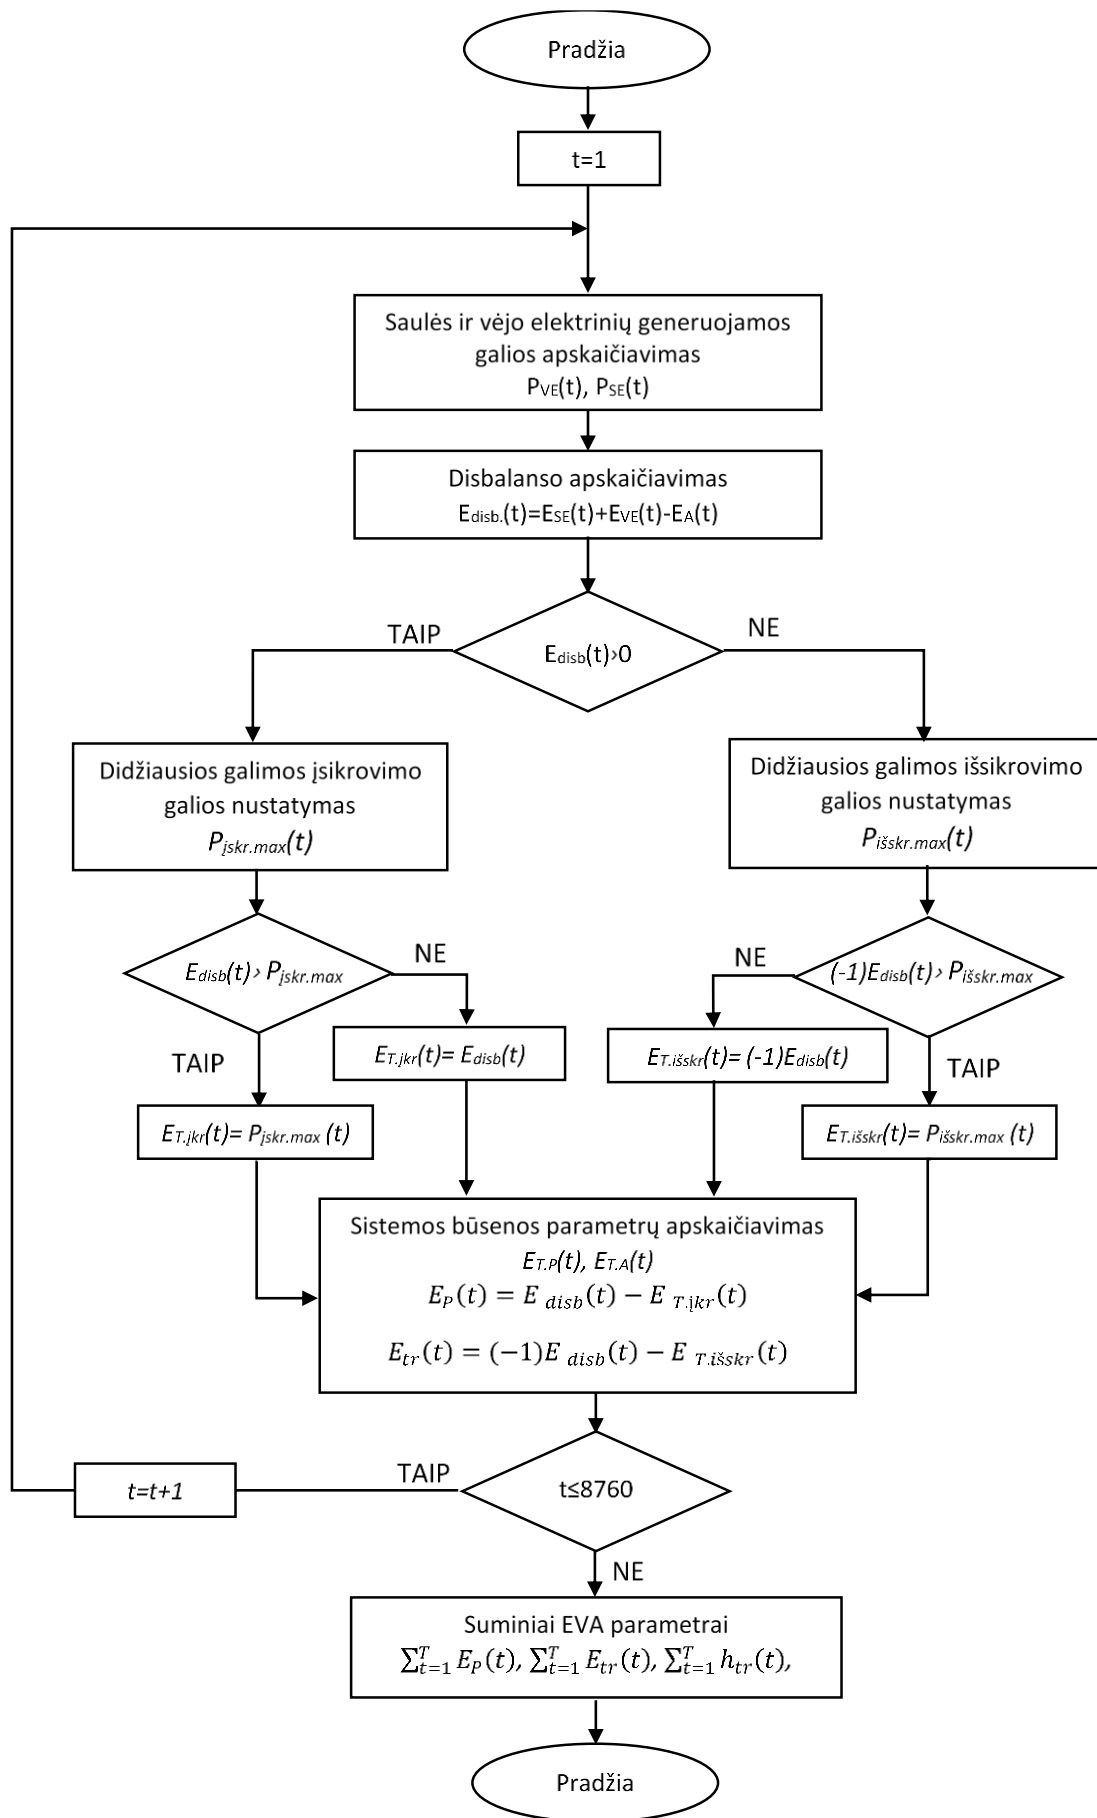 Pradžia
t=1
Saulės ir vėjo elektrinių generuojamos
galios apskaičiavimas
PVE(t), PSE(t)
Disbalanso apskaičiavimas
Edisb.(t)=ESE(t)+EVE(t)-EA(t)
Edisb(t)›0
TAIP
NE
Didžiausios galimos įsikrovimo
galios nustatymas
Pįskr.max(t)
Didžiausios galimos išsikrovimo
galios nustatymas
Pišskr.max(t)
Edisb(t)› Pįskr.max
NE
TAIP
(-1)Edisb(t)› Pišskr.max
NE
TAIP
ET.įkr(t)= Edisb(t)
ET.išskr(t)= (-1)Edisb(t)
ET.įkr(t)= Pįskr.max (t)
ET.išskr(t)= Pišskr.max (t)
Sistemos būsenos parametrų apskaičiavimas
ET.P(t), ET.A(t)
EP(t) = E disb(t) − E T.įkr(t)
Etr(t) = (−1)E disb(t) − E T.išskr(t)
t≤8760
TAIP
t=t+1
NE
Suminiai EVA parametrai
∑ᵀt=1 EP(t), ∑ᵀt=1 Etr(t), ∑ᵀt=1 htr(t),
Pradžia